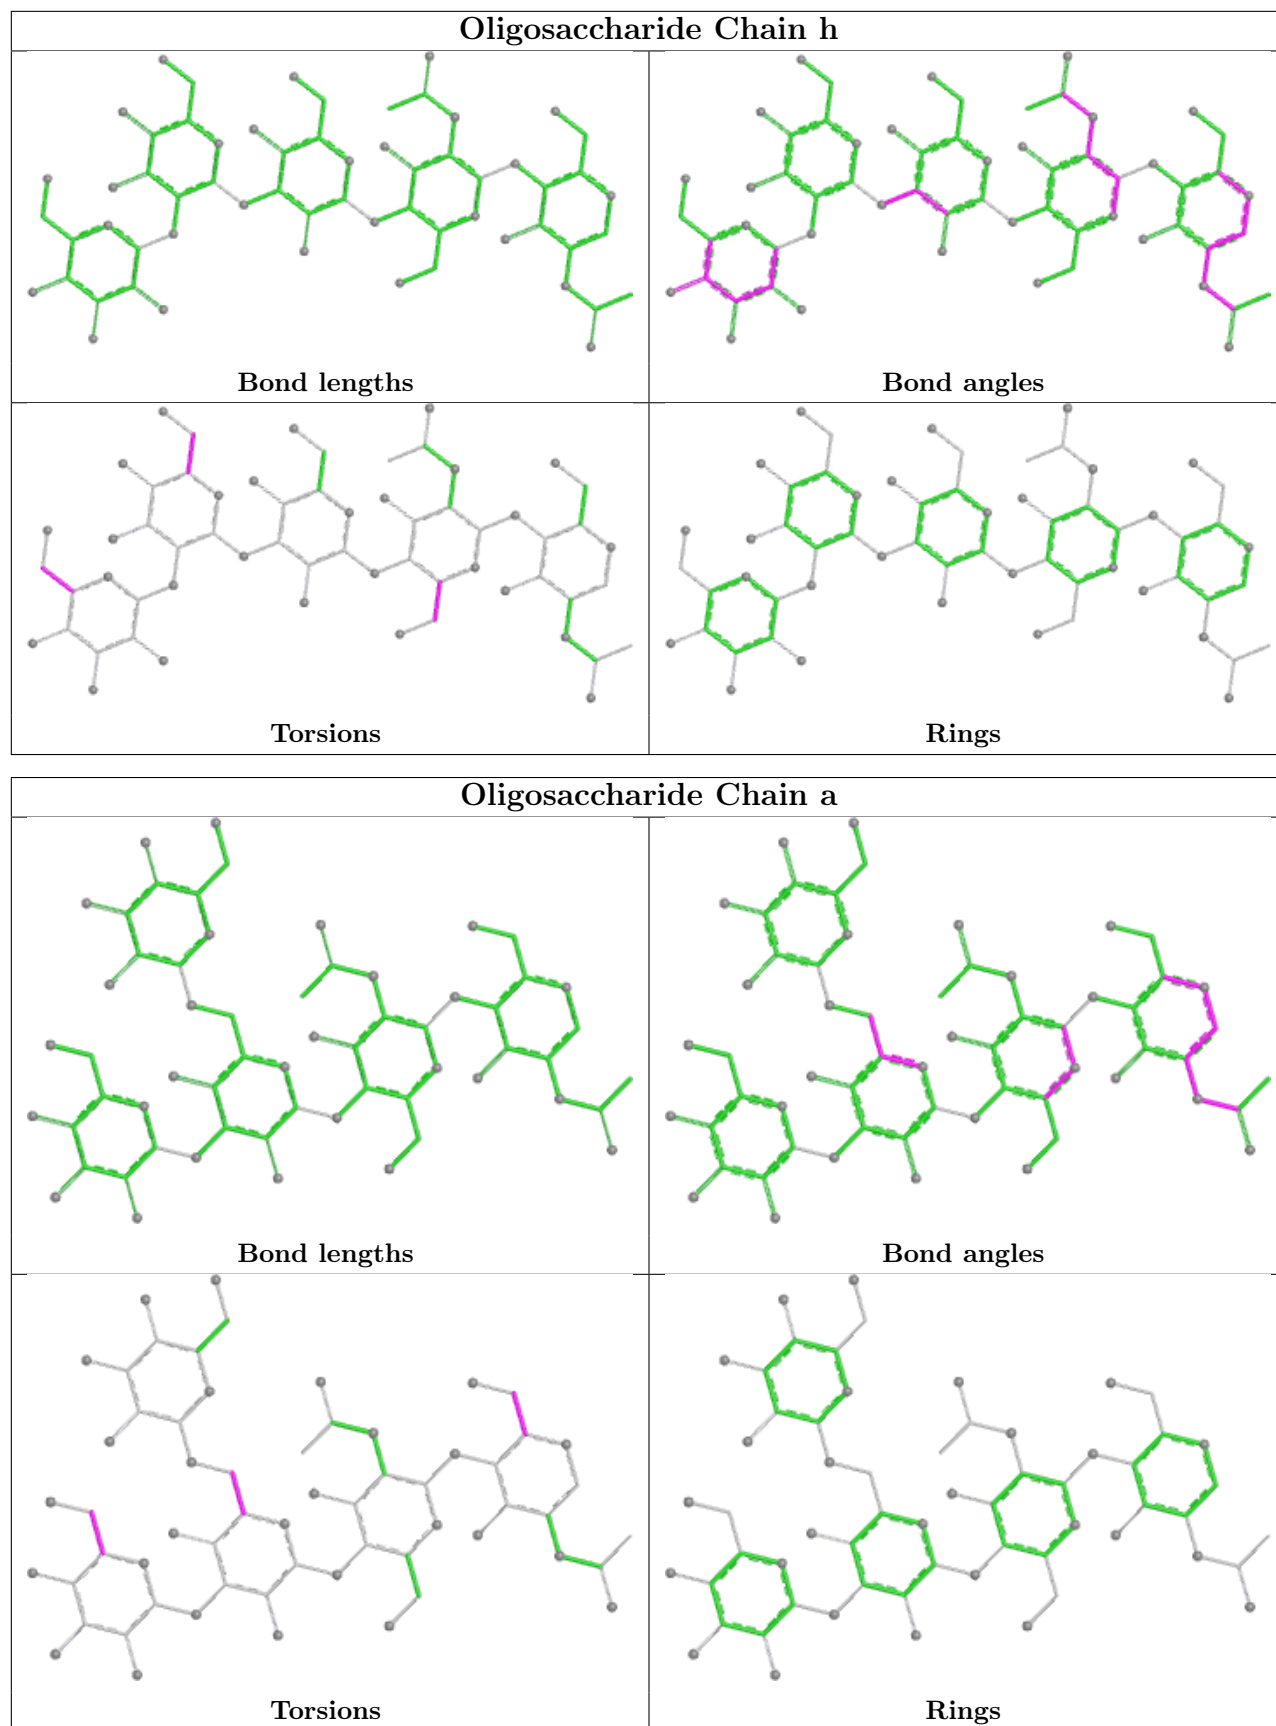 Oligosaccharide Chain h
Bond lengths
Bond angles
Torsions
Rings
Oligosaccharide Chain a
Bond lengths
Bond angles
Torsions
Rings